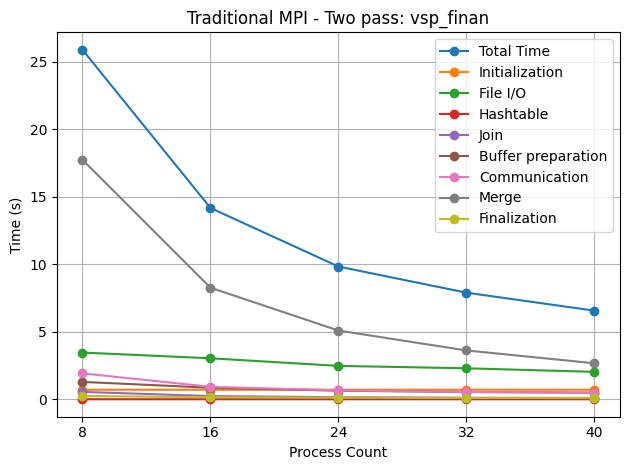 Traditional MPI - Two pass: vsp_finan
Total Time
Initialization
File I/O
Hashtable
Join
Buffer preparation
Communication
Merge
Finalization
Time (s)
25
20
15
10
5
0
8 16 24 32 40
Process Count